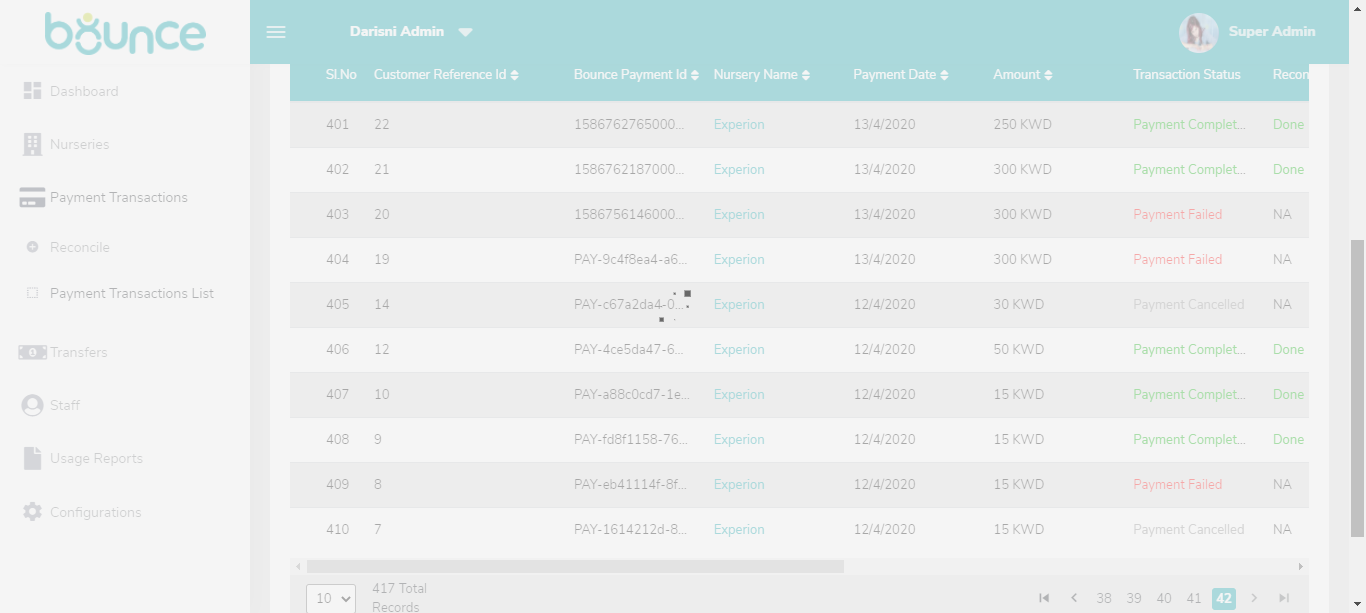 bounce
Darisni Admin
Super Admin
Dashboard
Nurseries
Payment Transactions
Reconcile
Payment Transactions List
Transfers
Staff
Usage Reports
Configurations
Sl.No Customer Reference Id Bounce Payment Id Nursery Name Payment Date Amount Transaction Status Recon
401 22 1586762765000... Experion 13/4/2020 250 KWD Payment Complet... Done
402 21 1586762187000... Experion 13/4/2020 300 KWD Payment Complet... Done
403 20 1586756146000... Experion 13/4/2020 300 KWD Payment Failed NA
404 19 PAY-9c4f8ea4-a6... Experion 13/4/2020 300 KWD Payment Failed NA
405 14 PAY-c67a2da4-0... Experion 12/4/2020 30 KWD Payment Cancelled
406 12 PAY-4ce5da47-6... Experion 12/4/2020 50 KWD Payment Complet... Done
407 10 PAY-a88c0cd7-1e... Experion 12/4/2020 15 KWD Payment Complet... Done
408 9 PAY-fd8f1158-76... Experion 12/4/2020 15 KWD Payment Complet... Done
409 8 PAY-eb41114f-8f... Experion 12/4/2020 15 KWD Payment Failed NA
410 7 PAY-1614212d-8... Experion 12/4/2020 15 KWD Payment Cancelled NA
10
417 Total
Records
38 39 40 41 42